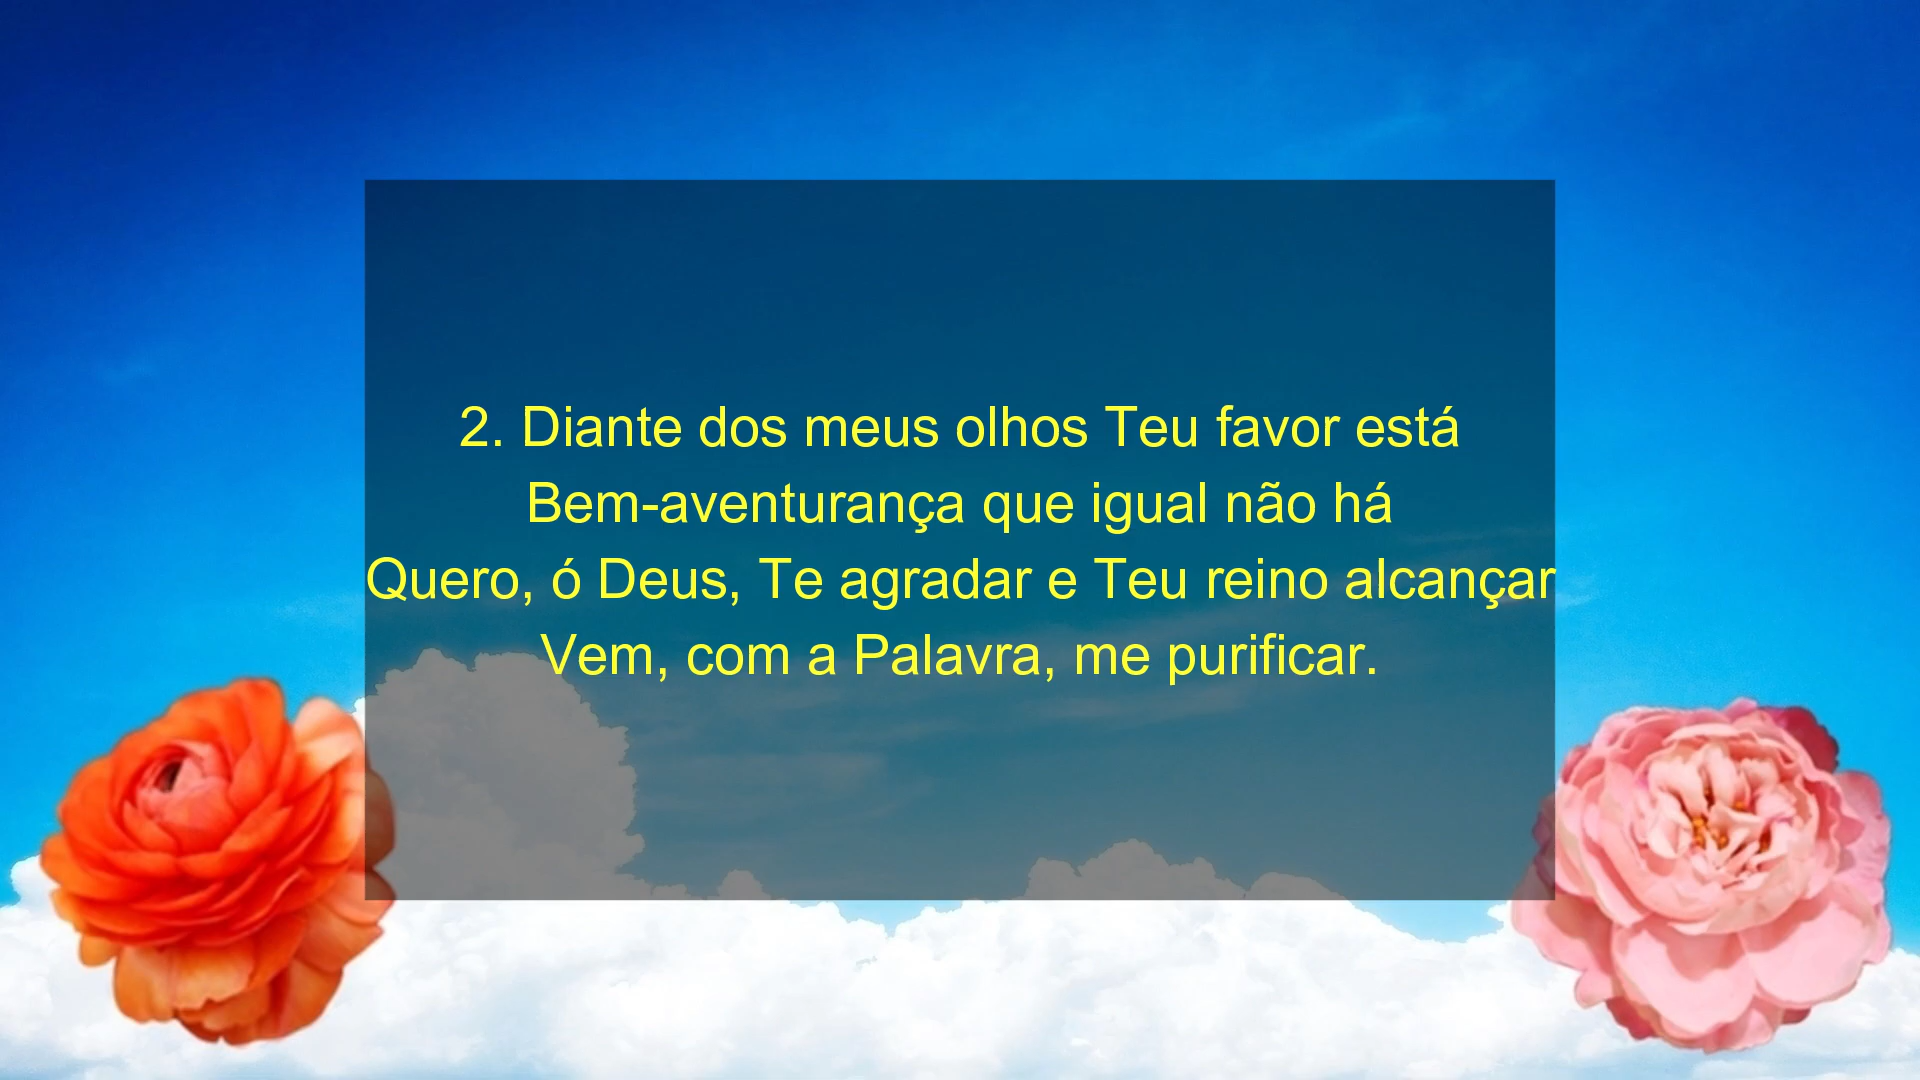 2. Diante dos meus olhos Teu favor está
Bem-aventurança que igual não há
Quero, ó Deus, Te agradar e Teu reino alcançar
Vem, com a Palavra, me purificar.